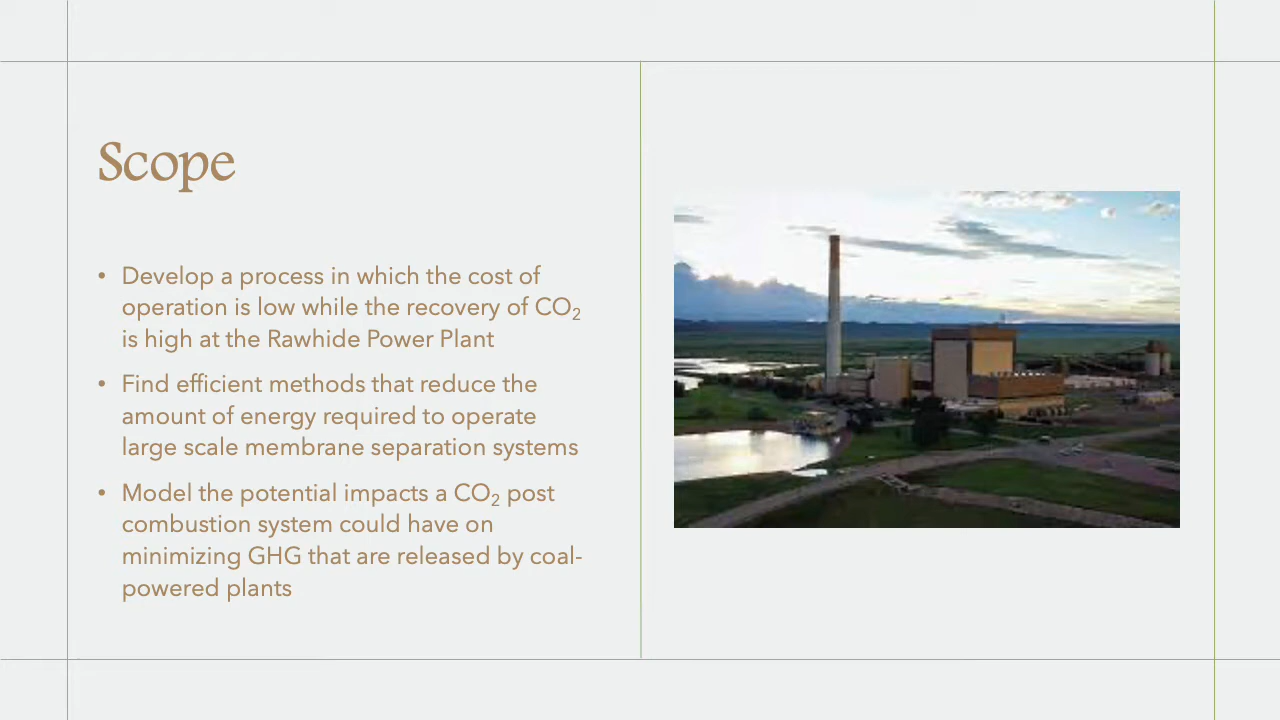 Scope
• Develop a process in which the cost of
operation is low while the recovery of CO₂
is high at the Rawhide Power Plant
• Find efficient methods that reduce the
amount of energy required to operate
large scale membrane separation systems
• Model the potential impacts a CO₂ post
combustion system could have on
minimizing GHG that are released by coal-
powered plants